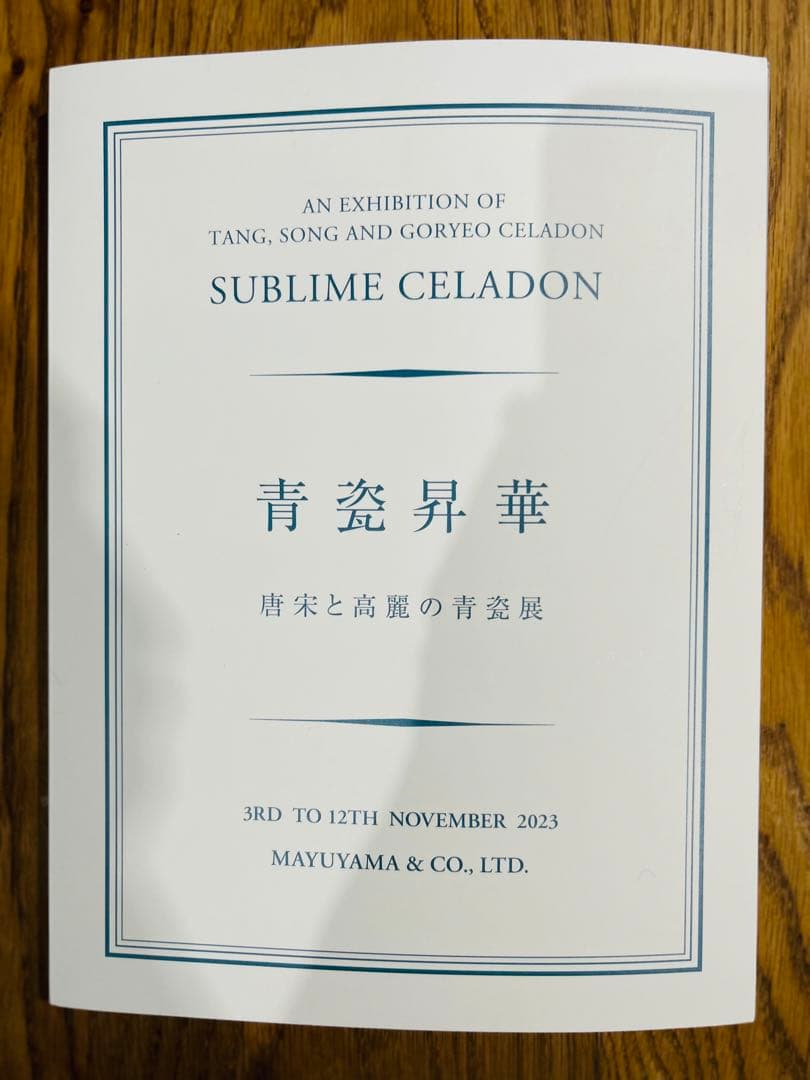 AN EXHIBITION OF
TANG, SONG AND GORYEO CELADON
SUBLIME CELADON
青瓷昇華
唐宋と高麗の青瓷展
3RD TO 12TH NOVEMBER 2023
MAYUYAMA & CO., LTD.